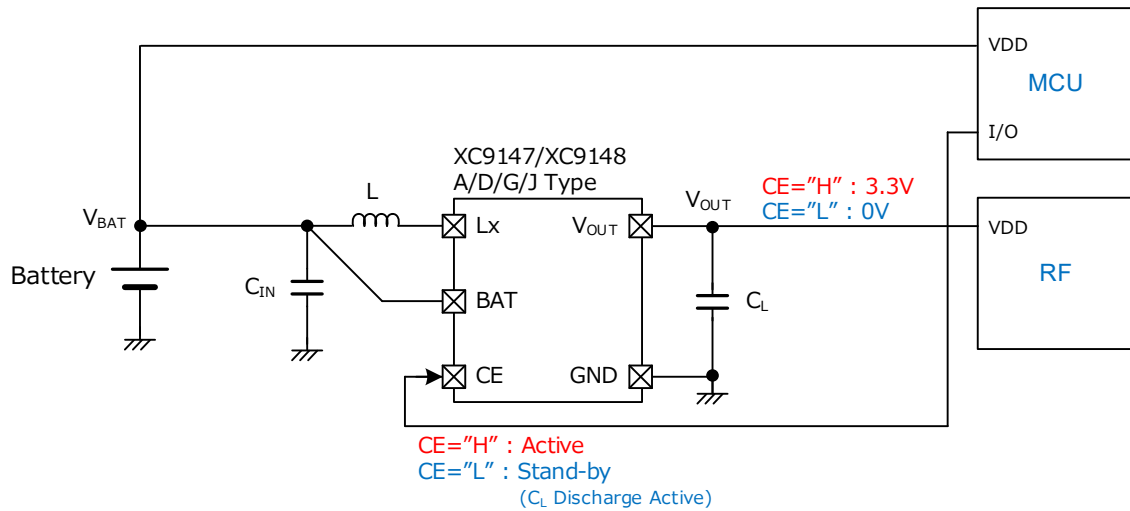 VDD
MCU
I/O
XC9147/XC9148
A/D/G/J Type
L
CE=”H” : 3.3V
CE=”L” : 0V
VBAT
Lx
VOUT
VOUT
VDD
Battery
CIN
BAT
CL
RF
CE
GND
CE=”H” : Active
CE=”L” : Stand-by
(CL Discharge Active)